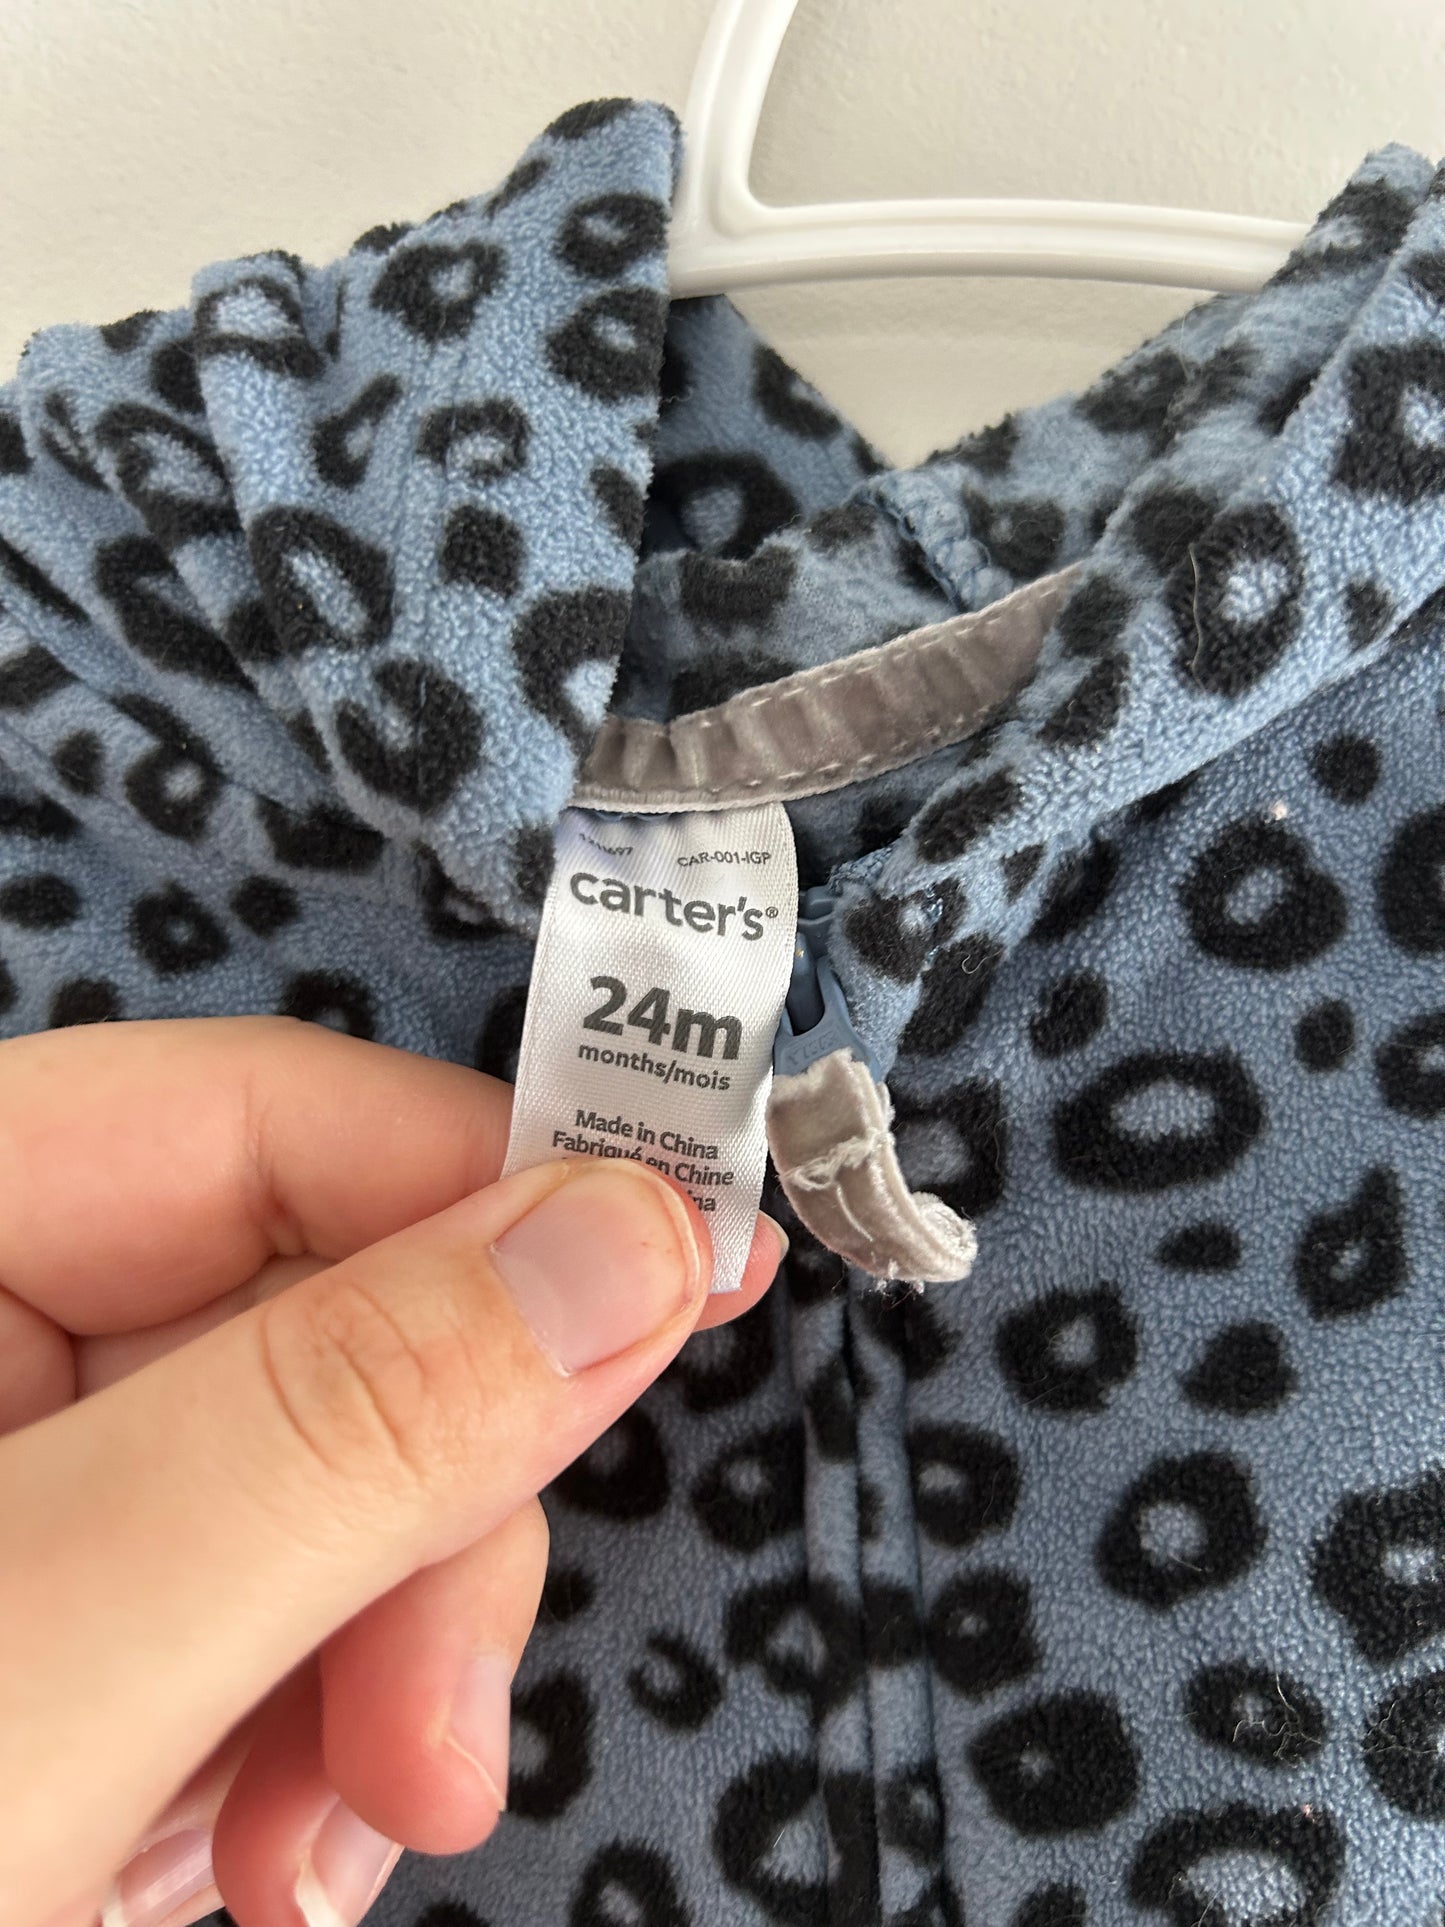 CAR-001-IGP
carter's®
24m
months/mois
Made in China
Fabriqué en Chine